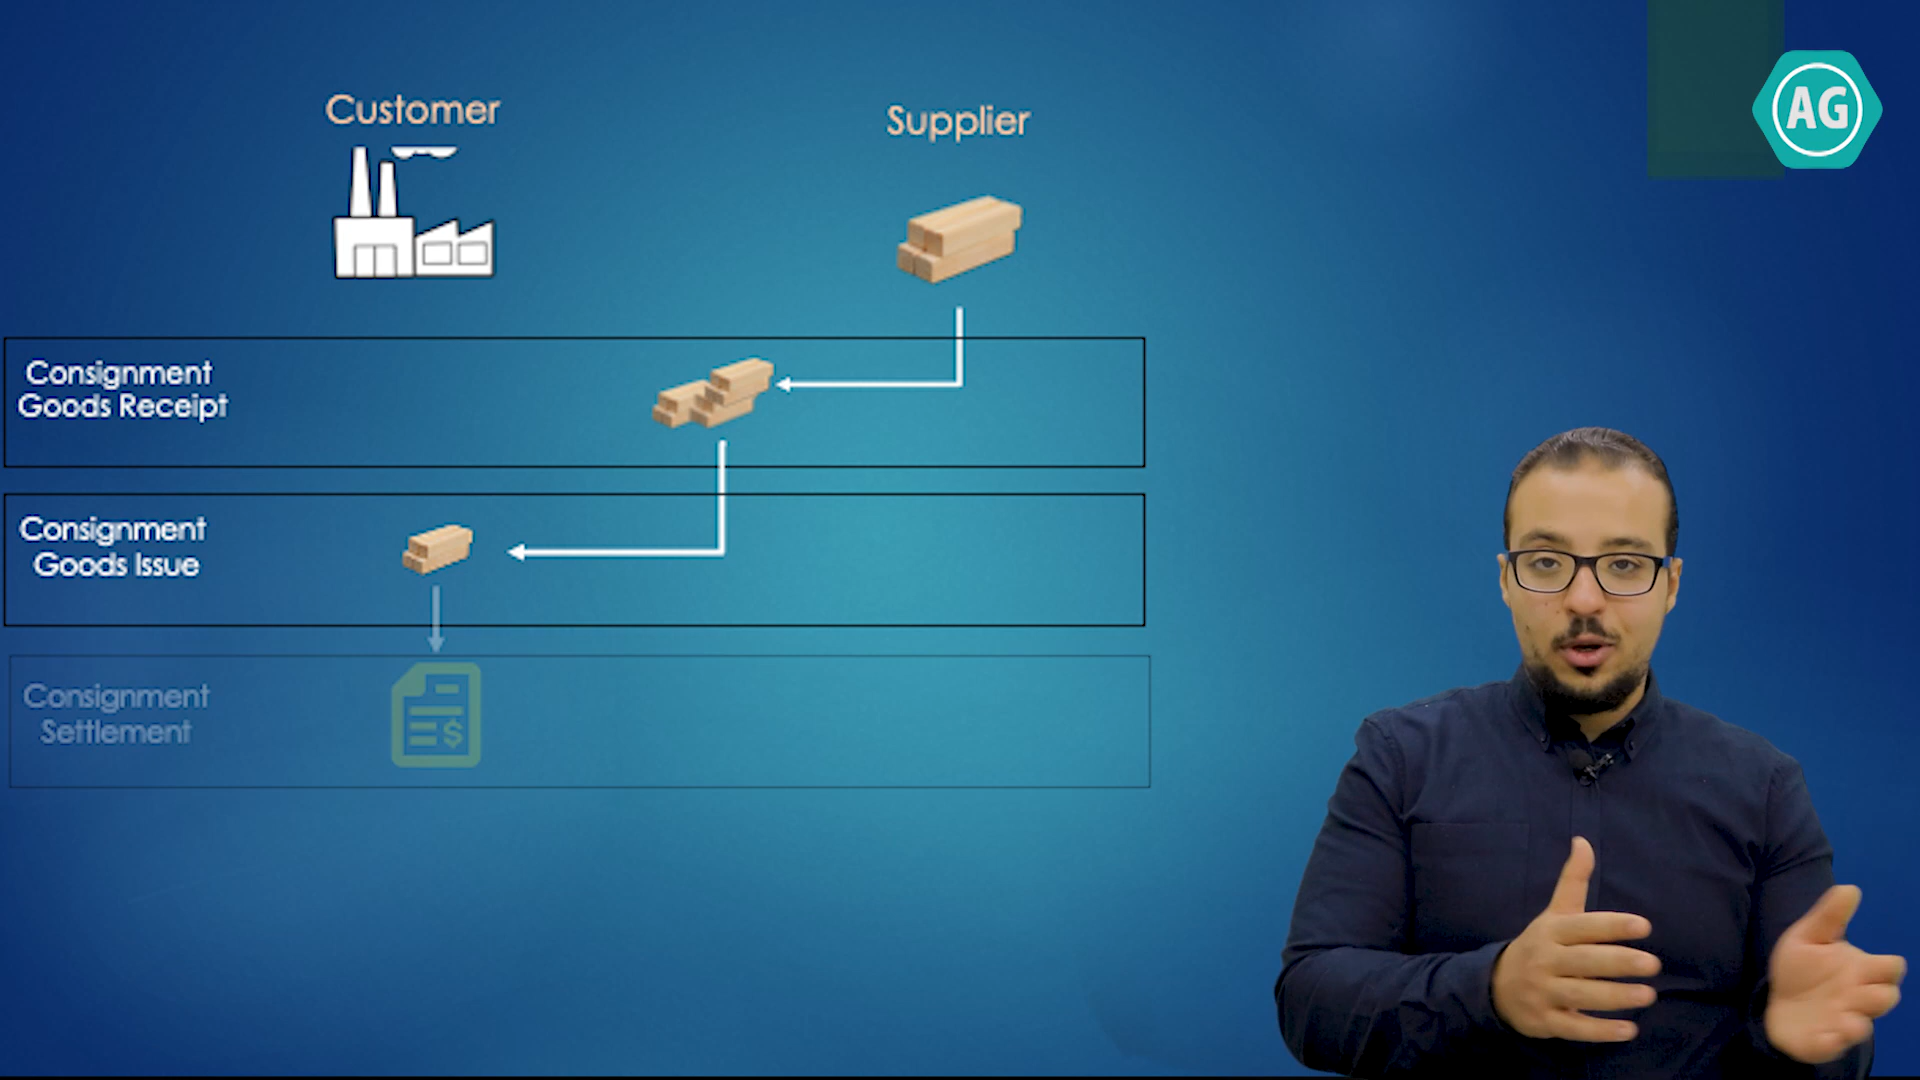 AG
Customer
Supplier
Consignment
Goods Receipt
Consignment
Goods Issue
Consignment
Settlement
$